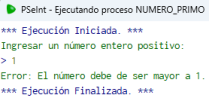 PSeInt - Ejecutando proceso NUMERO_PRIMO
*** Ejecución Iniciada. ***
Ingresar un número entero positivo:
> 1
Error: El número debe de ser mayor a 1.
*** Ejecución Finalizada. ***